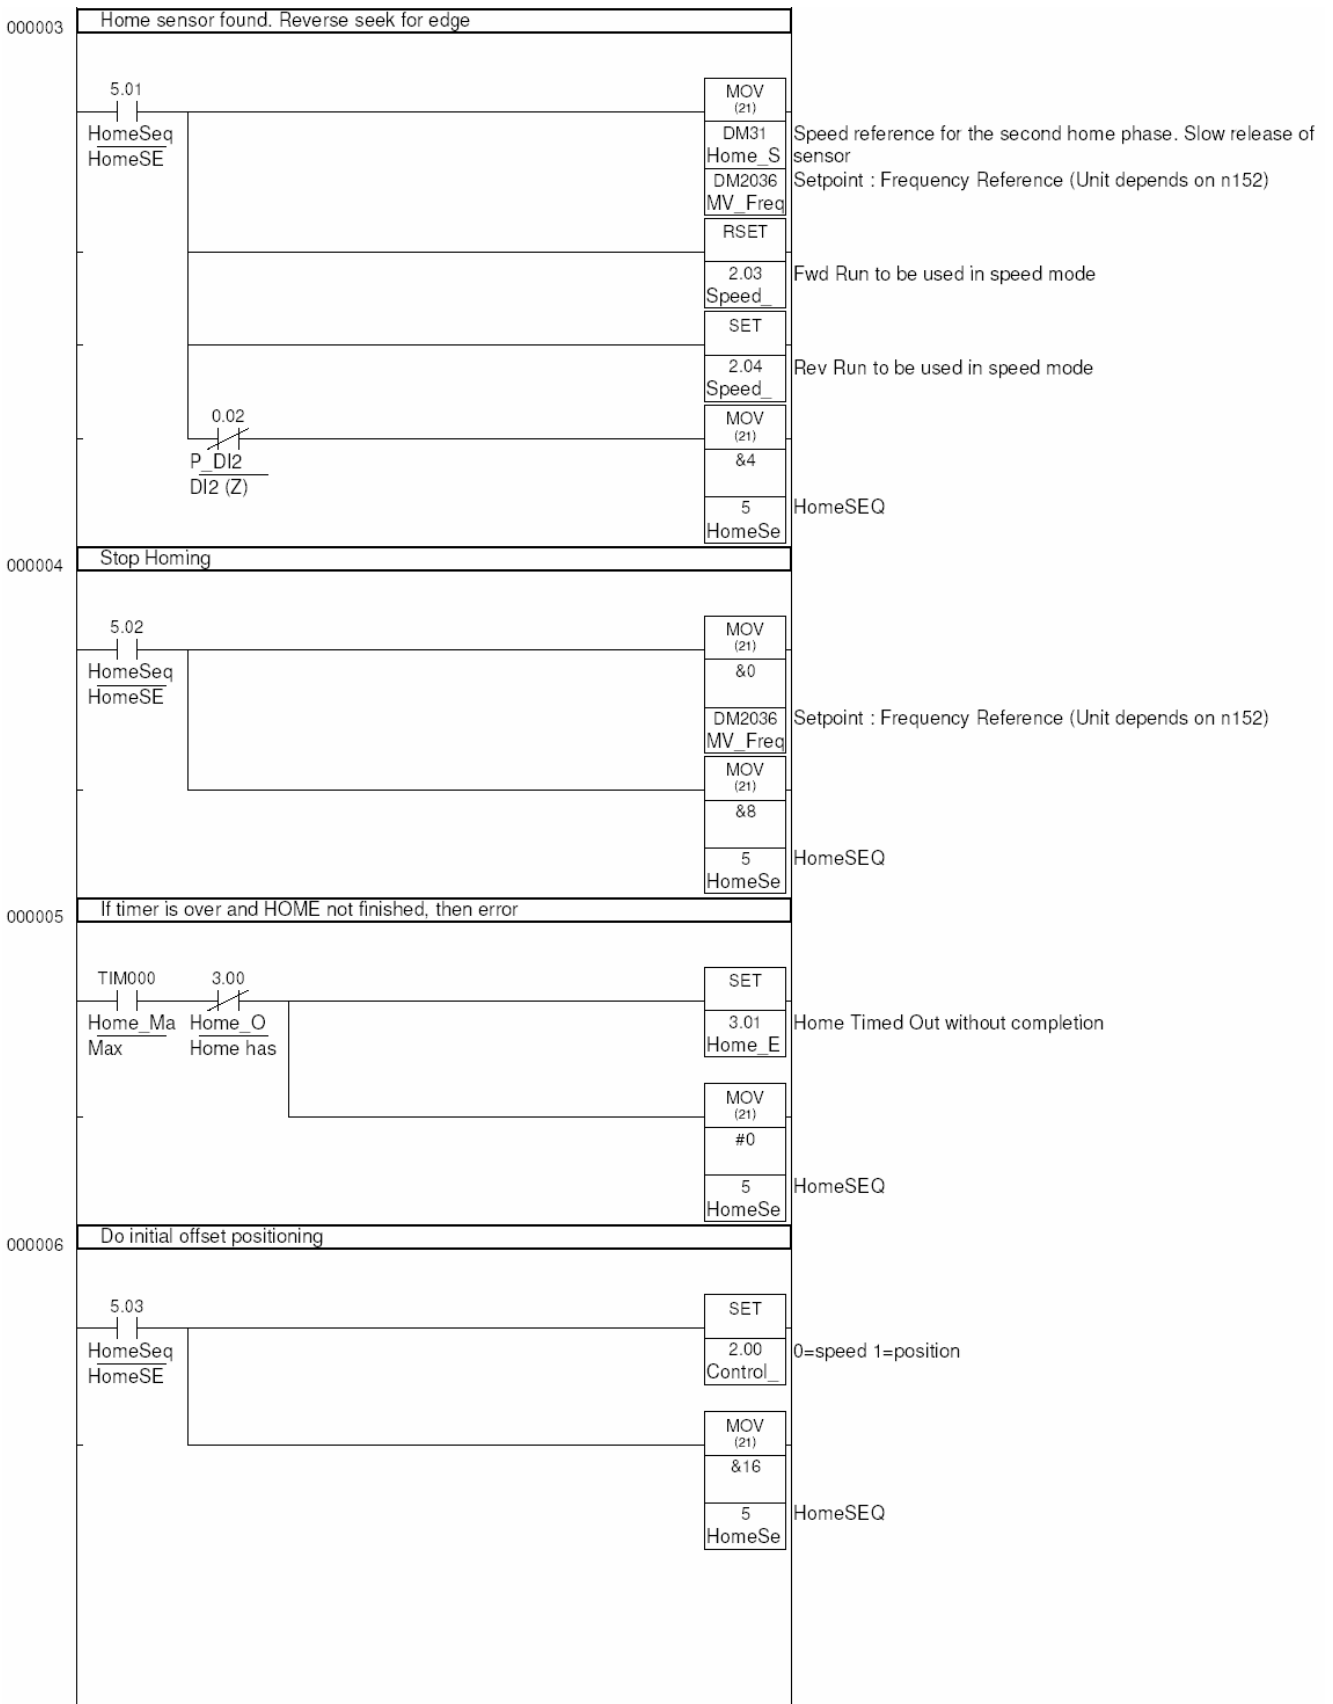 000003
Home sensor found. Reverse seek for edge
5.01
HomeSeq
HomeSE
MOV
(21)
DM31
Home_S
Speed reference for the second home phase. Slow release of
sensor
DM2036
MV_Freq
Setpoint : Frequency Reference (Unit depends on n152)
RSET
2.03
Speed_
Fwd Run to be used in speed mode
SET
2.04
Speed_
Rev Run to be used in speed mode
0.02
P_DI2
DI2 (Z)
MOV
(21)
&4
5
HomeSe
HomeSEQ
000004
Stop Homing
5.02
HomeSeq
HomeSE
MOV
(21)
&0
DM2036
MV_Freq
Setpoint : Frequency Reference (Unit depends on n152)
MOV
(21)
&8
5
HomeSe
HomeSEQ
000005
If timer is over and HOME not finished, then error
TIM000
Home_Ma
Max
3.00
Home_O
Home has
SET
3.01
Home_E
Home Timed Out without completion
MOV
(21)
#0
5
HomeSe
HomeSEQ
000006
Do initial offset positioning
5.03
HomeSeq
HomeSE
SET
2.00
Control_
0=speed 1=position
MOV
(21)
&16
5
HomeSe
HomeSEQ